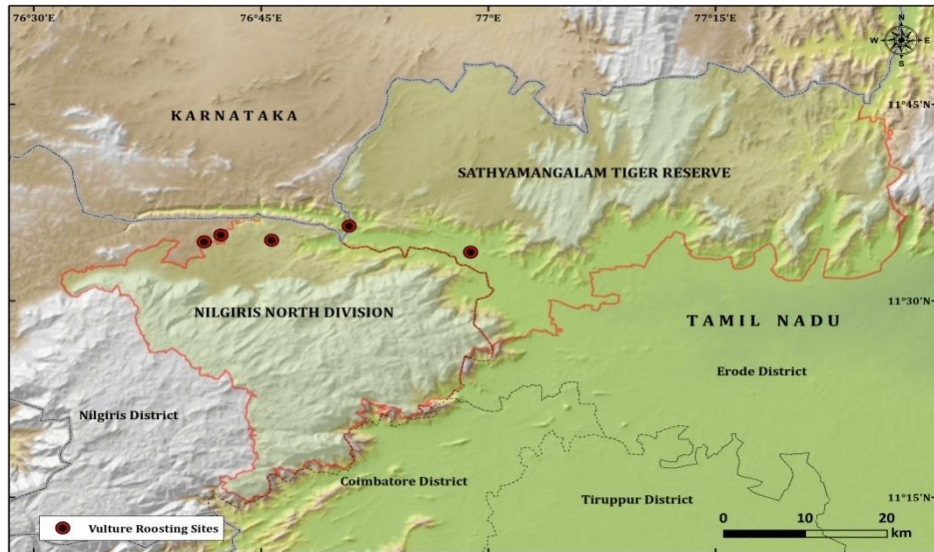 76°30'E
76°45'E
77°E
77°15'E
N
W
E
S
11°45'N
KARNATAKA
SATHYAMANGALAM TIGER RESERVE
11°30'N
NILGIRIS NORTH DIVISION
TAMIL NADU
Erode District
Nilgiris District
Coimbatore District
Tiruppur District
11°15'N
Vulture Roosting Sites
0 10 20
km